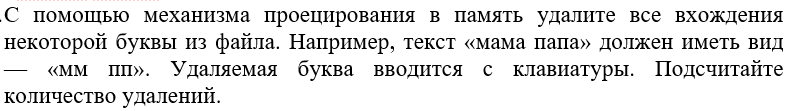 С помощью механизма проецирования в память удалите все вхождения
некоторой буквы из файла. Например, текст «мама папа» должен иметь вид
— «мм пп». Удаляемая буква вводится с клавиатуры. Подсчитайте
количество удалений.